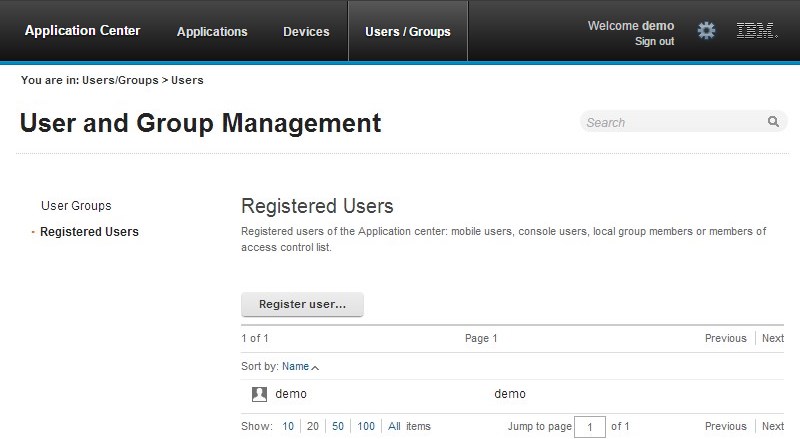 Application Center Applications Devices Users / Groups Welcome demo Sign out IBM.
You are in: Users/Groups > Users
User and Group Management Search
User Groups
Registered Users
Registered Users
Registered users of the Application center: mobile users, console users, local group members or members of
access control list.
Register user...
1 of 1 Page 1 Previous Next
Sort by: Name
demo demo
Show: 10 20 50 100 All items Jump to page 1 of 1 Previous Next